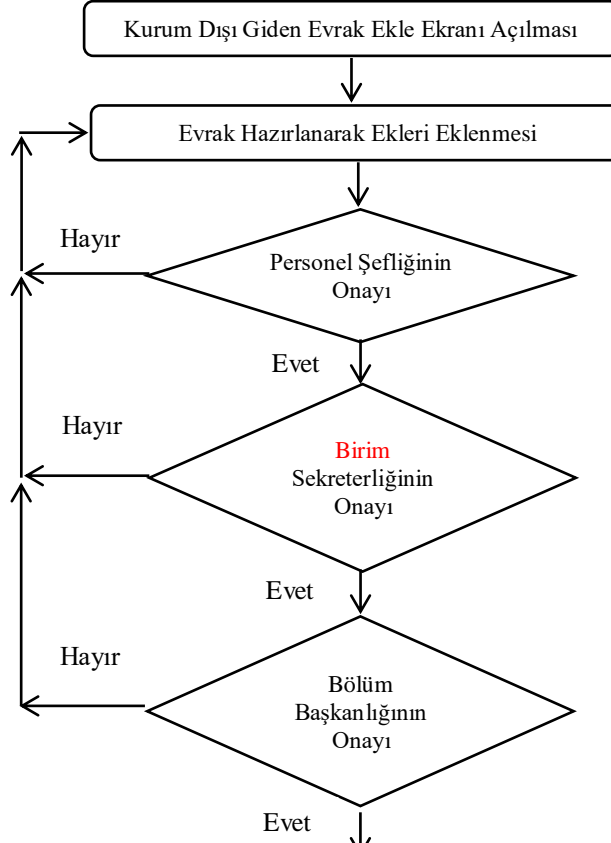 Kurum Dışı Giden Evrak Ekle Ekranı Açılması
Evrak Hazırlanarak Ekleri Eklenmesi
Hayır
Personel Şefliğinin
Onayı
Evet
Hayır
Birim
Sekreterliğinin
Onayı
Evet
Hayır
Bölüm
Başkanlığının
Onayı
Evet